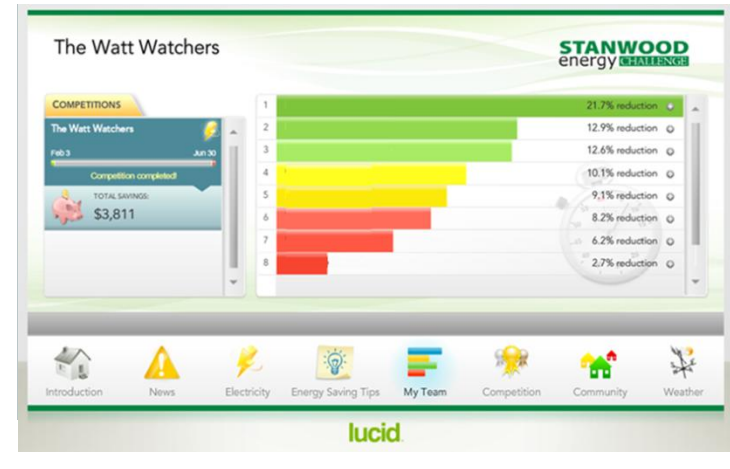 The Watt Watchers
STANWOOD
energy CHALLENGE
COMPETITIONS
The Watt Watchers
Feb 3 Jun 30
Competition completed!
TOTAL SAVINGS:
$3,811
1 21.7% reduction
2 12.9% reduction
3 12.6% reduction
4 10.1% reduction
5 9.1% reduction
6 8.2% reduction
7 6.2% reduction
8 2.7% reduction
Introduction News Electricity Energy Saving Tips My Team Competition Community Weather
lucid